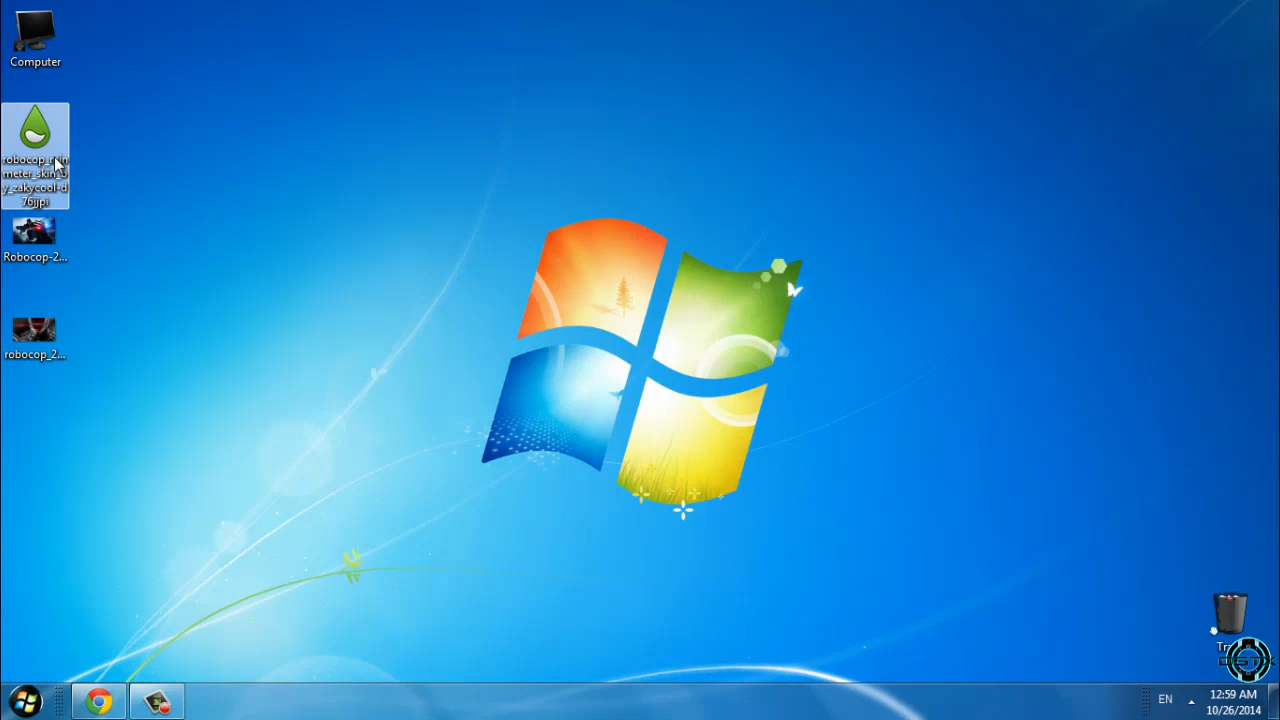 Computer
robocop_rain
meter_skin_b
y_zakycool-d
76jjpi
Robocop-2...
robocop_2...
EN
12:59 AM
10/26/2014